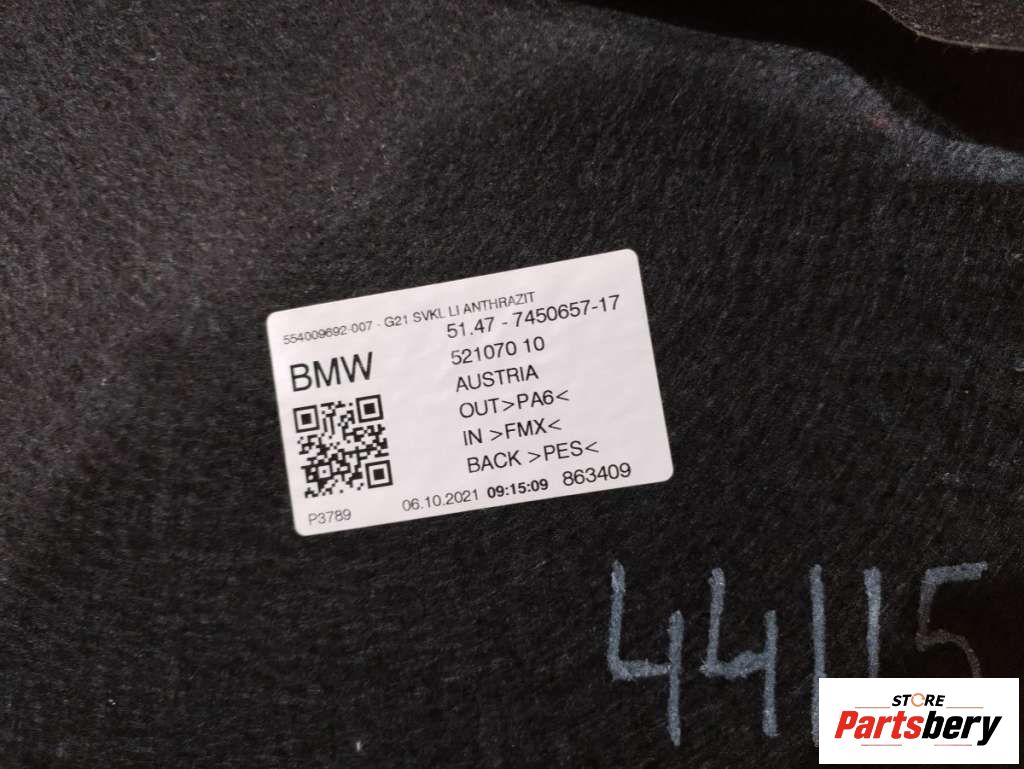 554009692-007 - G21 SVKL LI ANTHRAZIT
51.47 - 7450657-17
BMW
521070 10
AUSTRIA
OUT>PA6<
IN >FMX<
BACK >PES<
P3789
06.10.2021 09:15:09 863409
44115
STORE
Partsbery